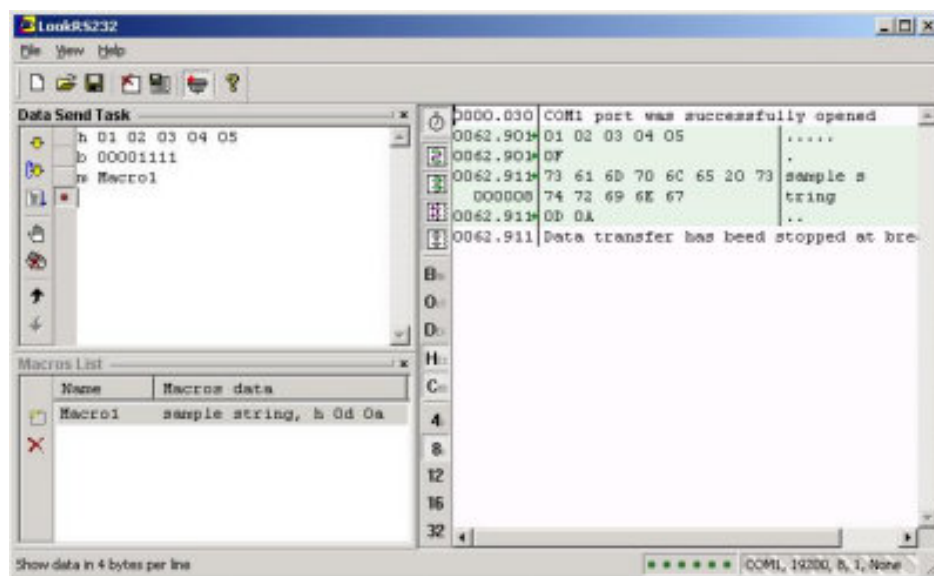 LookRS232
File View Help
Data Send Task
h 01 02 03 04 05
b 00001111
m Macro1
Macros List
Name Macros data
Macro1 sample string, h 0d 0a
0000.030 COM1 port was successfully opened
0062.901 01 02 03 04 05 .....
0062.901 0F .
0062.911 73 61 6D 70 6C 65 20 73 sample s
000008 74 72 69 6E 67 tring
0062.911 0D 0A ..
0062.911 Data transfer has beed stopped at bre
B
O
D
H
C
4
8
12
16
32
Show data in 4 bytes per line
COM1, 19200, 8, 1, None